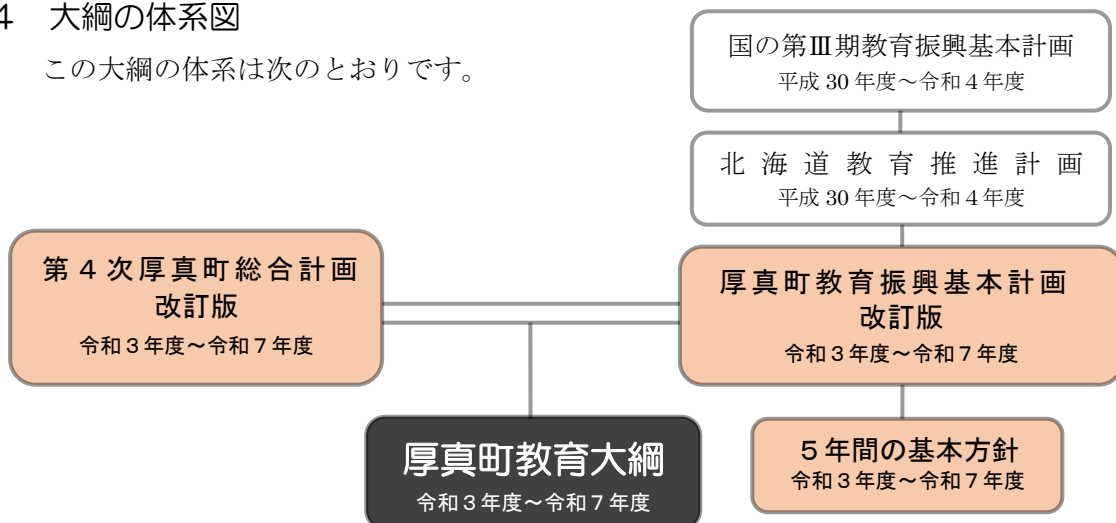 4 大綱の体系図
この大綱の体系は次のとおりです。
国の第Ⅲ期教育振興基本計画
平成 30 年度～令和４年度
北海道教育推進計画
平成 30 年度～令和４年度
第４次厚真町総合計画
改訂版
令和３年度～令和７年度
厚真町教育振興基本計画
改訂版
令和３年度～令和７年度
厚真町教育大綱
令和３年度～令和７年度
５年間の基本方針
令和３年度～令和７年度